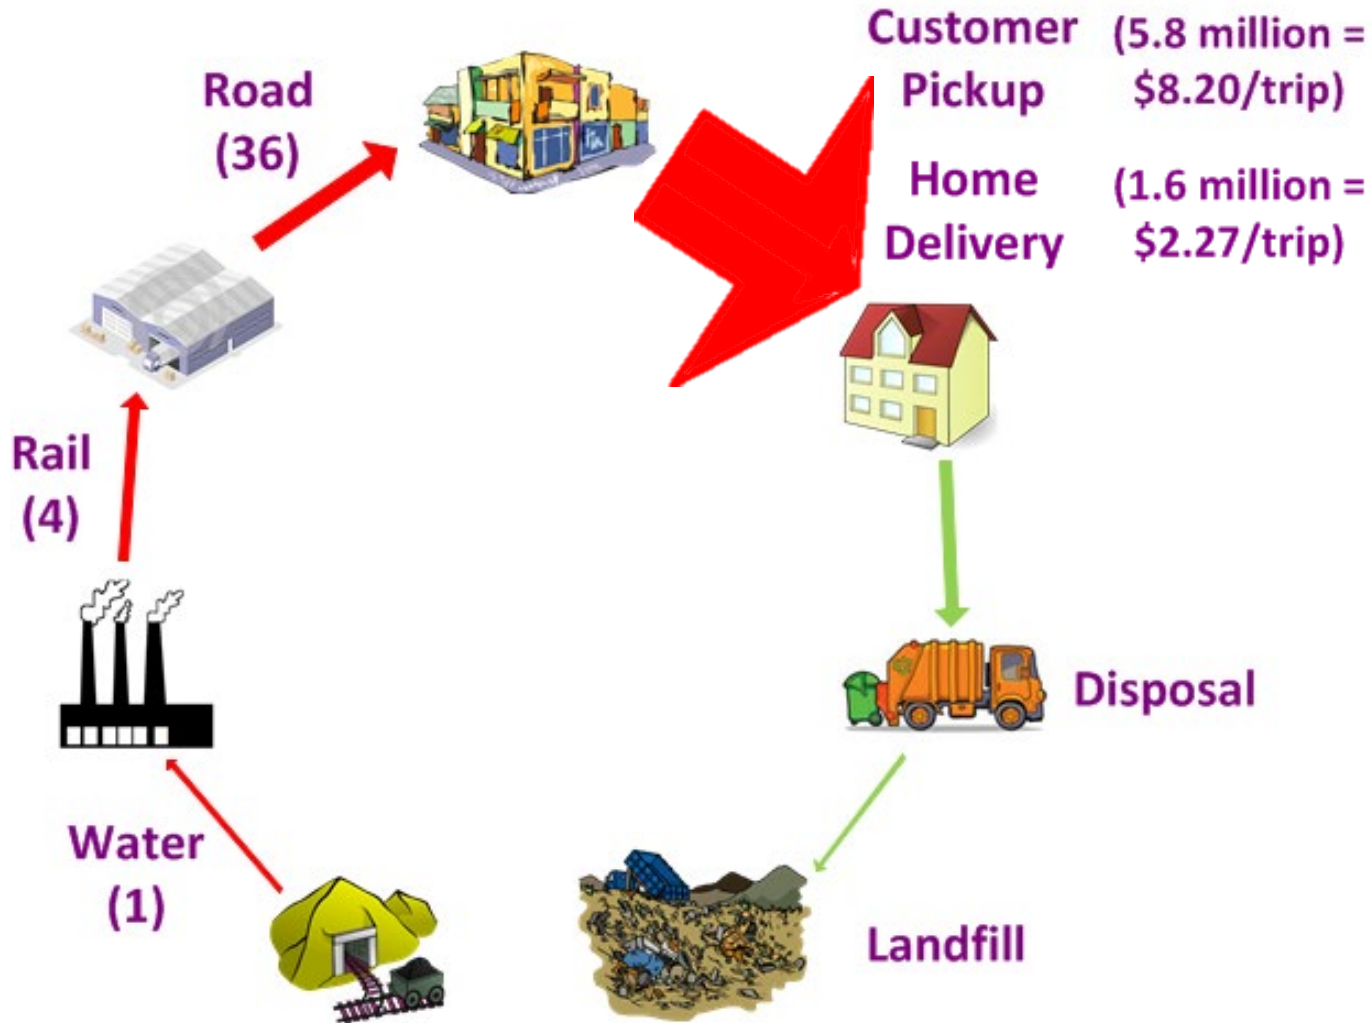 Customer
Pickup
(5.8 million =
$8.20/trip)
Home
Delivery
(1.6 million =
$2.27/trip)
Road
(36)
Rail
(4)
Water
(1)
Disposal
Landfill